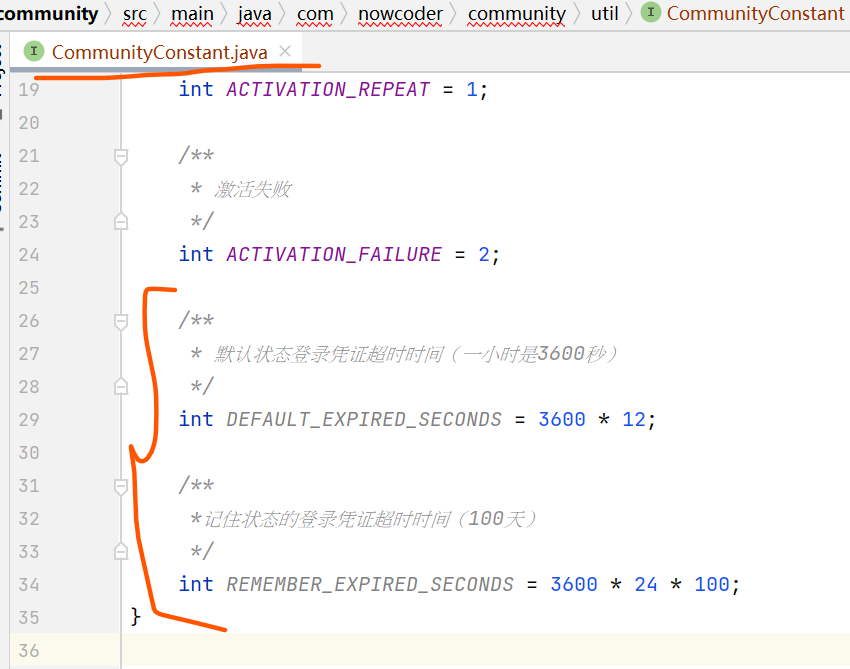 community 〉 src 〉 main 〉 java 〉 com 〉 nowcoder 〉 community 〉 util 〉 I CommunityConstant
I CommunityConstant.java ×
19 int ACTIVATION_REPEAT = 1;
20
21 /**
22 * 激活失败
23 */
24 int ACTIVATION_FAILURE = 2;
25
26 /**
27 * 默认状态登录凭证超时时间（一小时是3600秒）
28 */
29 int DEFAULT_EXPIRED_SECONDS = 3600 * 12;
30
31 /**
32 *记住状态的登录凭证超时时间（100天）
33 */
34 int REMEMBER_EXPIRED_SECONDS = 3600 * 24 * 100;
35 }
36